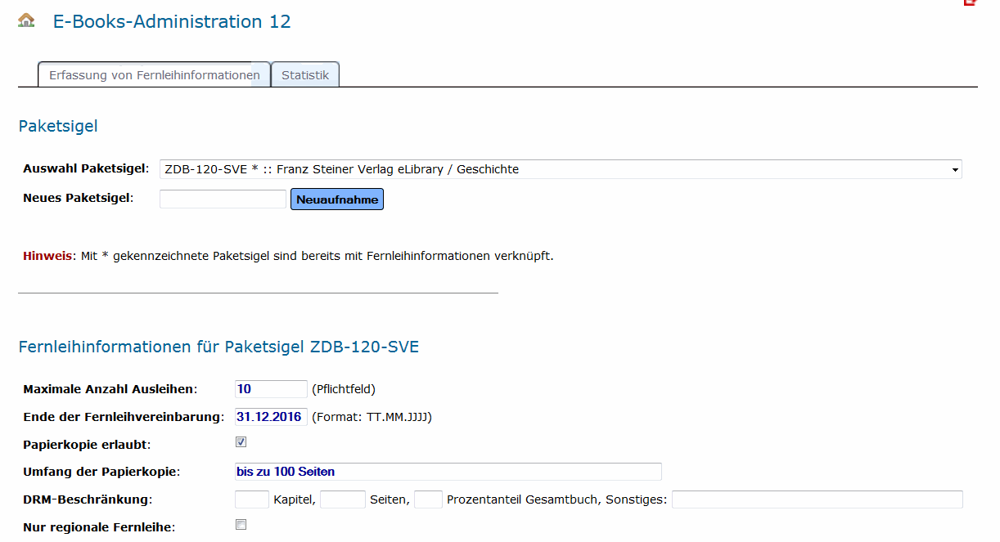 E-Books-Administration 12
Erfassung von Fernleihinformationen Statistik
Paketsigel
Auswahl Paketsigel: ZDB-120-SVE * :: Franz Steiner Verlag eLibrary / Geschichte
Neues Paketsigel: Neuaufnahme
Hinweis: Mit * gekennzeichnete Paketsigel sind bereits mit Fernleihinformationen verknüpft.
Fernleihinformationen für Paketsigel ZDB-120-SVE
Maximale Anzahl Ausleihen: 10 (Pflichtfeld)
Ende der Fernleihvereinbarung: 31.12.2016 (Format: TT.MM.JJJJ)
Papierkopie erlaubt:
Umfang der Papierkopie: bis zu 100 Seiten
DRM-Beschränkung: Kapitel, Seiten, Prozentanteil Gesamtbuch, Sonstiges:
Nur regionale Fernleihe: